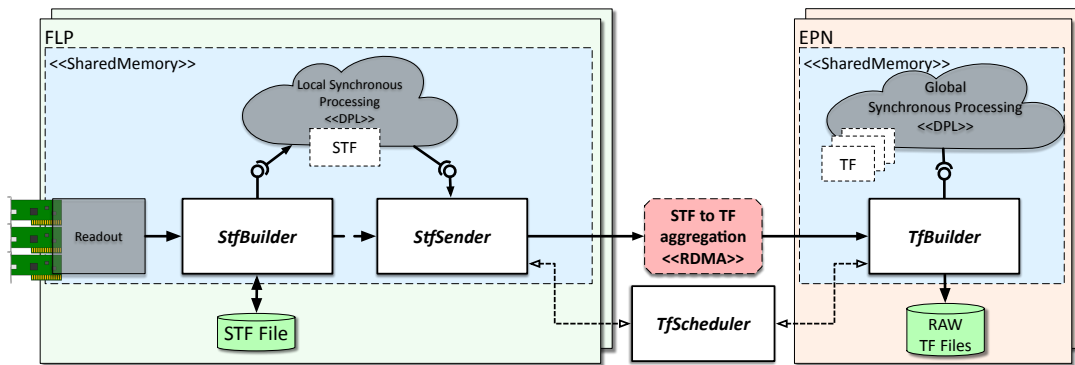 FLP
<<SharedMemory>>
Local Synchronous
Processing
<<DPL>>
STF
Readout
StfBuilder
StfSender
STF File
STF to TF
aggregation
<<RDMA>>
TfScheduler
EPN
<<SharedMemory>>
Global
Synchronous Processing
<<DPL>>
TF
TfBuilder
RAW
TF Files